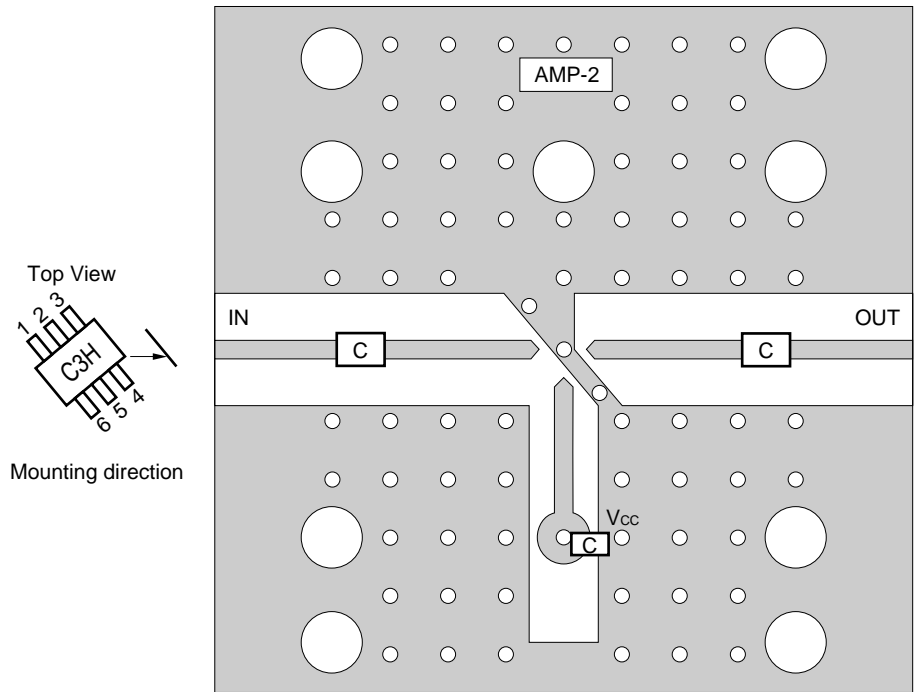 AMP-2
Top View
1 2 3
C3H
6 5 4
Mounting direction
IN
OUT
C
C
Vcc
C